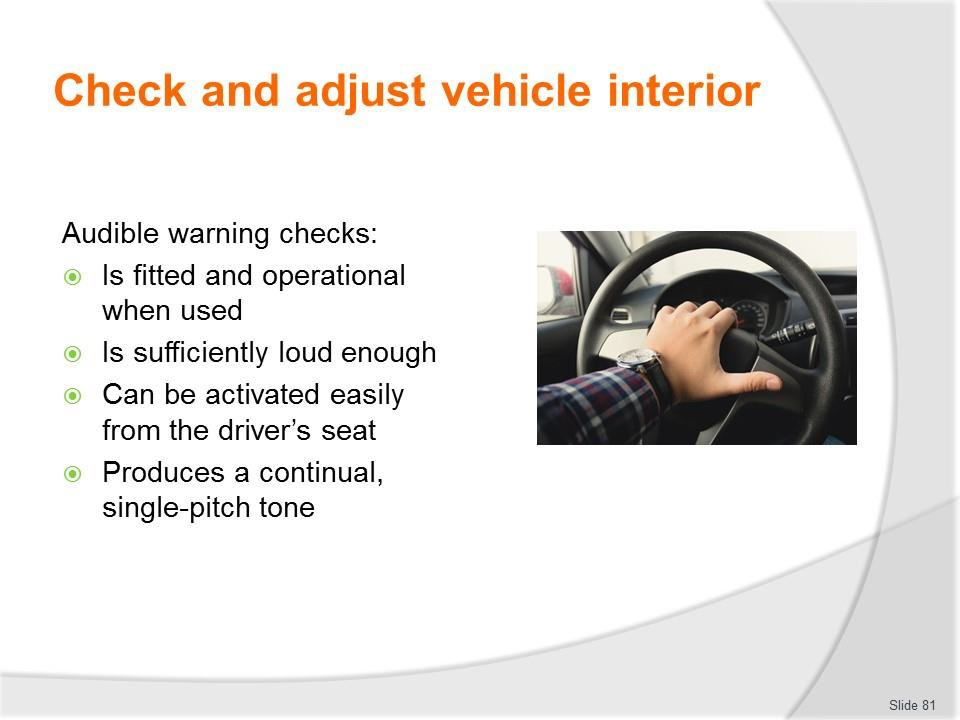 Check and adjust vehicle interior
Audible warning checks:
Is fitted and operational
when used
Is sufficiently loud enough
Can be activated easily
from the driver’s seat
Produces a continual,
single-pitch tone
Slide 81